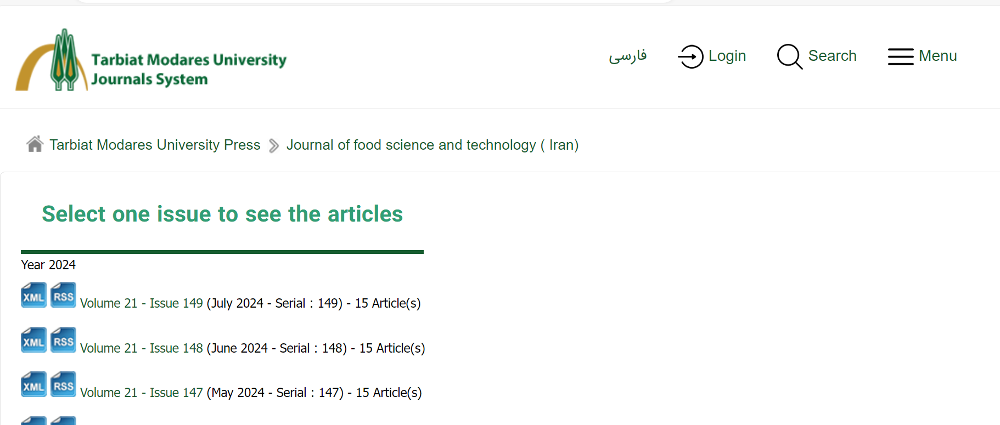 Tarbiat Modares University
Journals System
فارسی
Login
Search
Menu
Tarbiat Modares University Press
Journal of food science and technology ( Iran)
Select one issue to see the articles
Year 2024
XML RSS Volume 21 - Issue 149 (July 2024 - Serial : 149) - 15 Article(s)
XML RSS Volume 21 - Issue 148 (June 2024 - Serial : 148) - 15 Article(s)
XML RSS Volume 21 - Issue 147 (May 2024 - Serial : 147) - 15 Article(s)